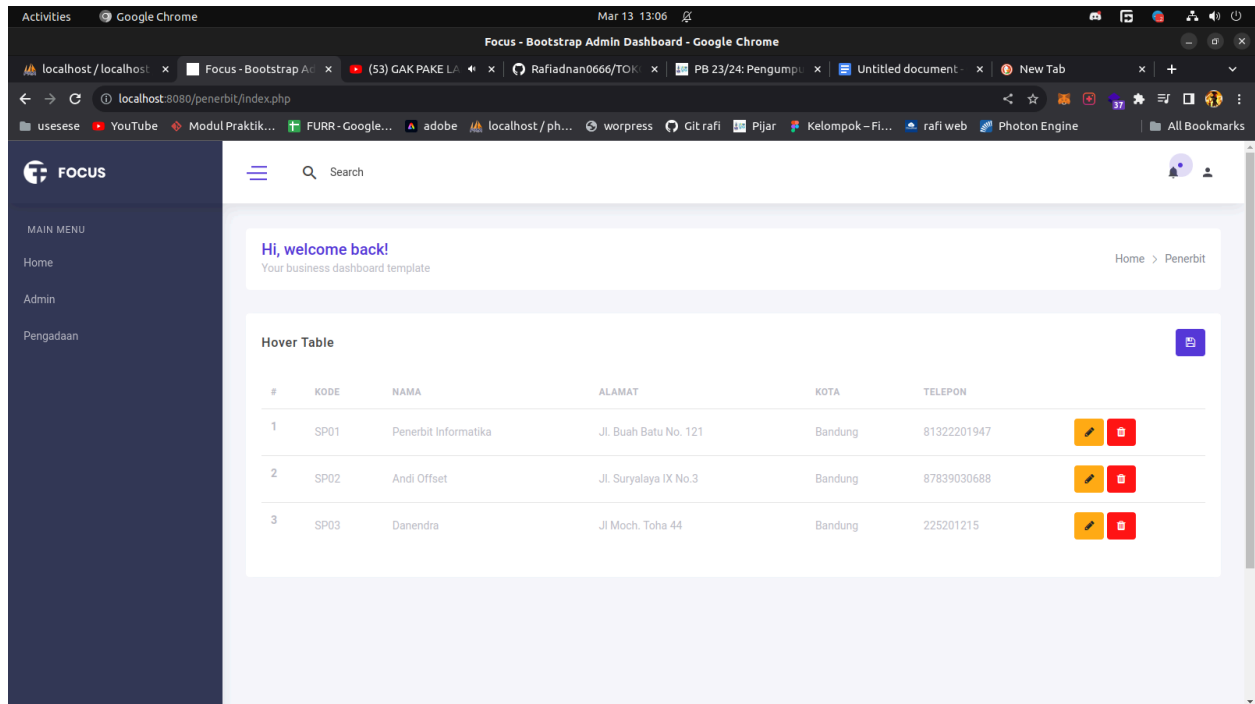 Activities Google Chrome Mar 13 13:06
Focus - Bootstrap Admin Dashboard - Google Chrome
localhost / localhost Focus - Bootstrap Ad (53) GAK PAKE LA Rafiadnan0666/TOK PB 23/24: Pengumpu Untitled document - New Tab
localhost:8080/penerbit/index.php 37
usesese YouTube Modul Praktik... FURR - Google... adobe localhost / ph... worpress Git rafi Pijar Kelompok – Fi... rafi web Photon Engine All Bookmarks
FOCUS Search
MAIN MENU
Home
Admin
Pengadaan
Hi, welcome back!
Your business dashboard template
Home > Penerbit
Hover Table
# KODE NAMA ALAMAT KOTA TELEPON
1 SP01 Penerbit Informatika Jl. Buah Batu No. 121 Bandung 81322201947
2 SP02 Andi Offset Jl. Suryalaya IX No.3 Bandung 87839030688
3 SP03 Danendra Jl Moch. Toha 44 Bandung 225201215